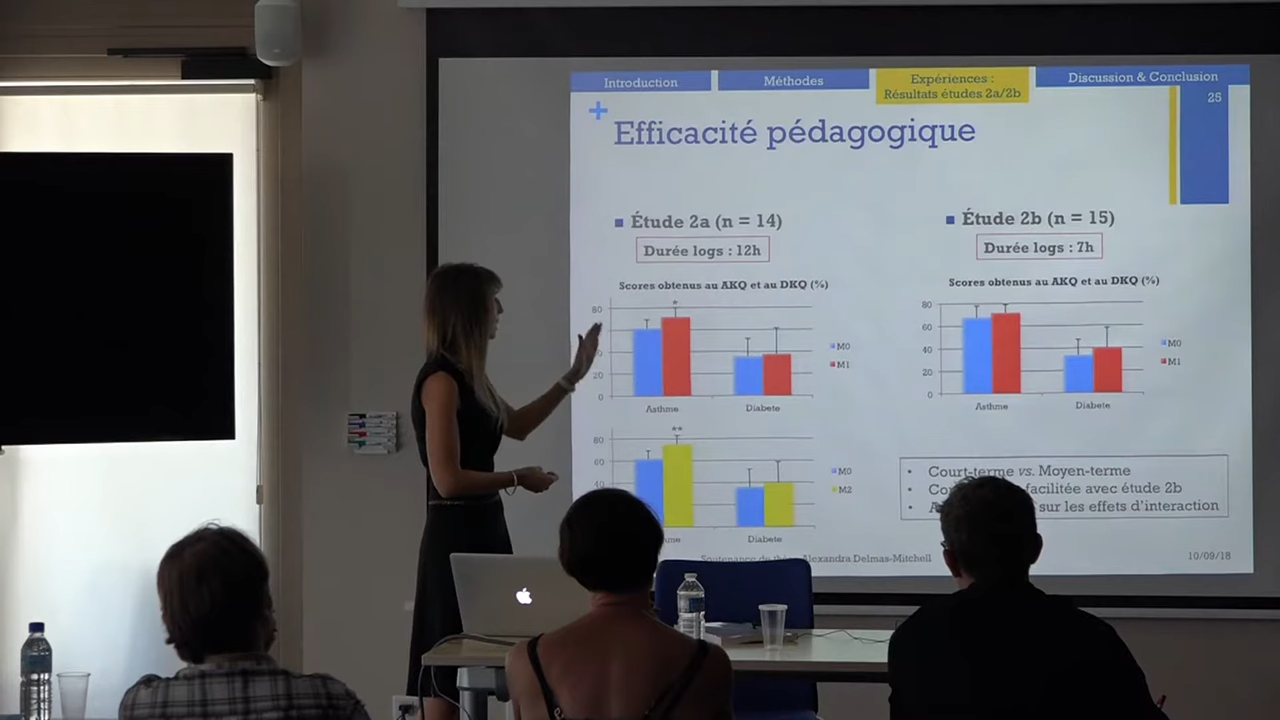 Introduction
Méthodes
Expériences :
Résultats études 2a/2b
Discussion & Conclusion
25
+
Efficacité pédagogique
Étude 2a (n = 14)
Durée logs : 12h
Scores obtenus au AKQ et au DKQ (%)
80
20
0
*
M0
M1
Asthme
Diabete
80
60
40
**
M0
M2
Diabete
Étude 2b (n = 15)
Durée logs : 7h
Scores obtenus au AKQ et au DKQ (%)
80
60
40
20
0
M0
M1
Asthme
Diabete
• Court-terme vs. Moyen-terme
• facilitée avec étude 2b
• sur les effets d'interaction
Soutenance de thèse Alexandra Delmas-Mitchell
10/09/18